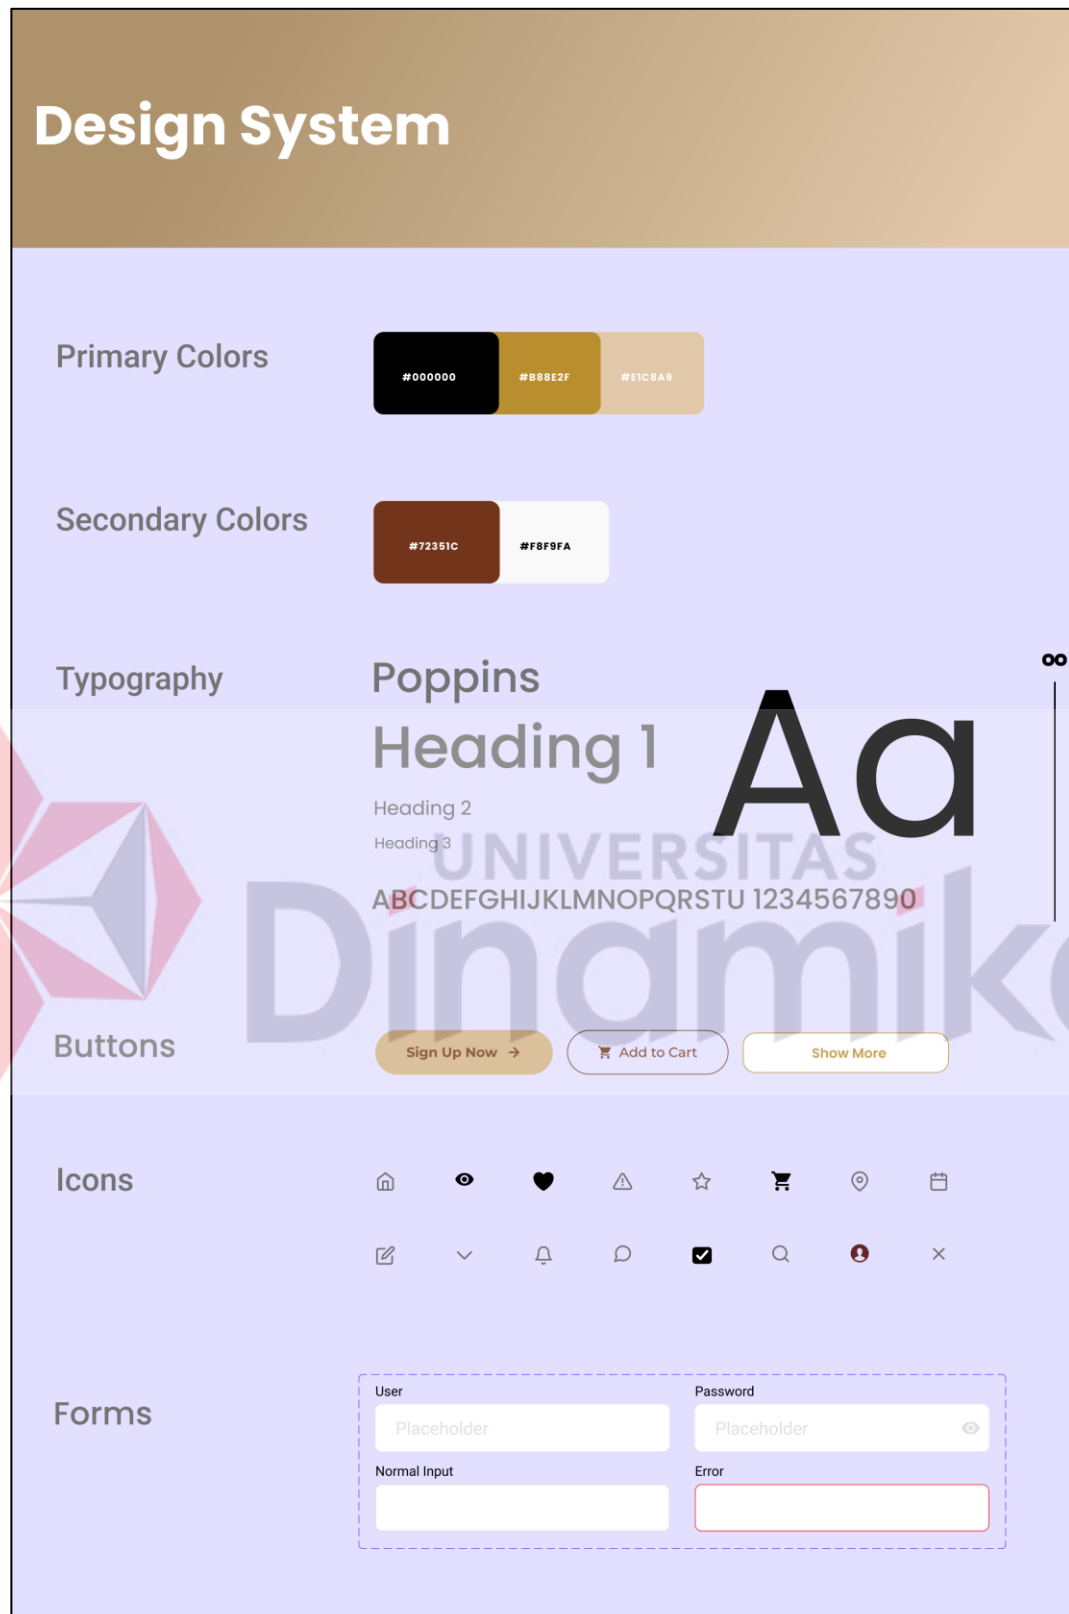 Design System
Primary Colors
#000000
#B88E2F
#E1C8A9
Secondary Colors
#72351C
#F8F9FA
Typography
Poppins
Heading 1
Heading 2
Heading 3
Aa
ABCDEFGHIJKLMNOPQRSTU 1234567890
UNIVERSITAS
Dinamika
Buttons
Sign Up Now →
Add to Cart
Show More
Icons
Forms
User
Placeholder
Password
Placeholder
Normal Input
Error